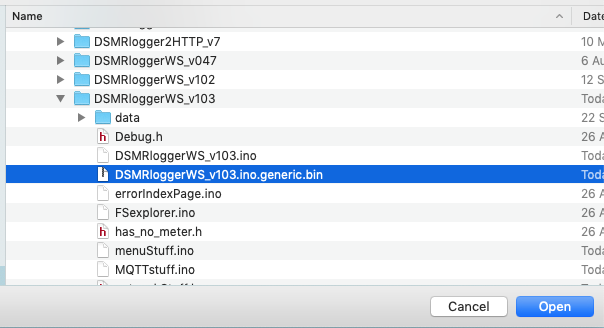 Name Date
DSMRlogger2HTTP_v7 10 M
DSMRloggerWS_v047 6 Au
DSMRloggerWS_v102 12 S
DSMRloggerWS_v103 Toda
data 22 S
Debug.h 26 A
DSMRloggerWS_v103.ino Toda
DSMRloggerWS_v103.ino.generic.bin Toda
errorIndexPage.ino 26 A
FSexplorer.ino 26 A
has_no_meter.h 26 A
menuStuff.ino Toda
MQTTstuff.ino Toda
Cancel Open